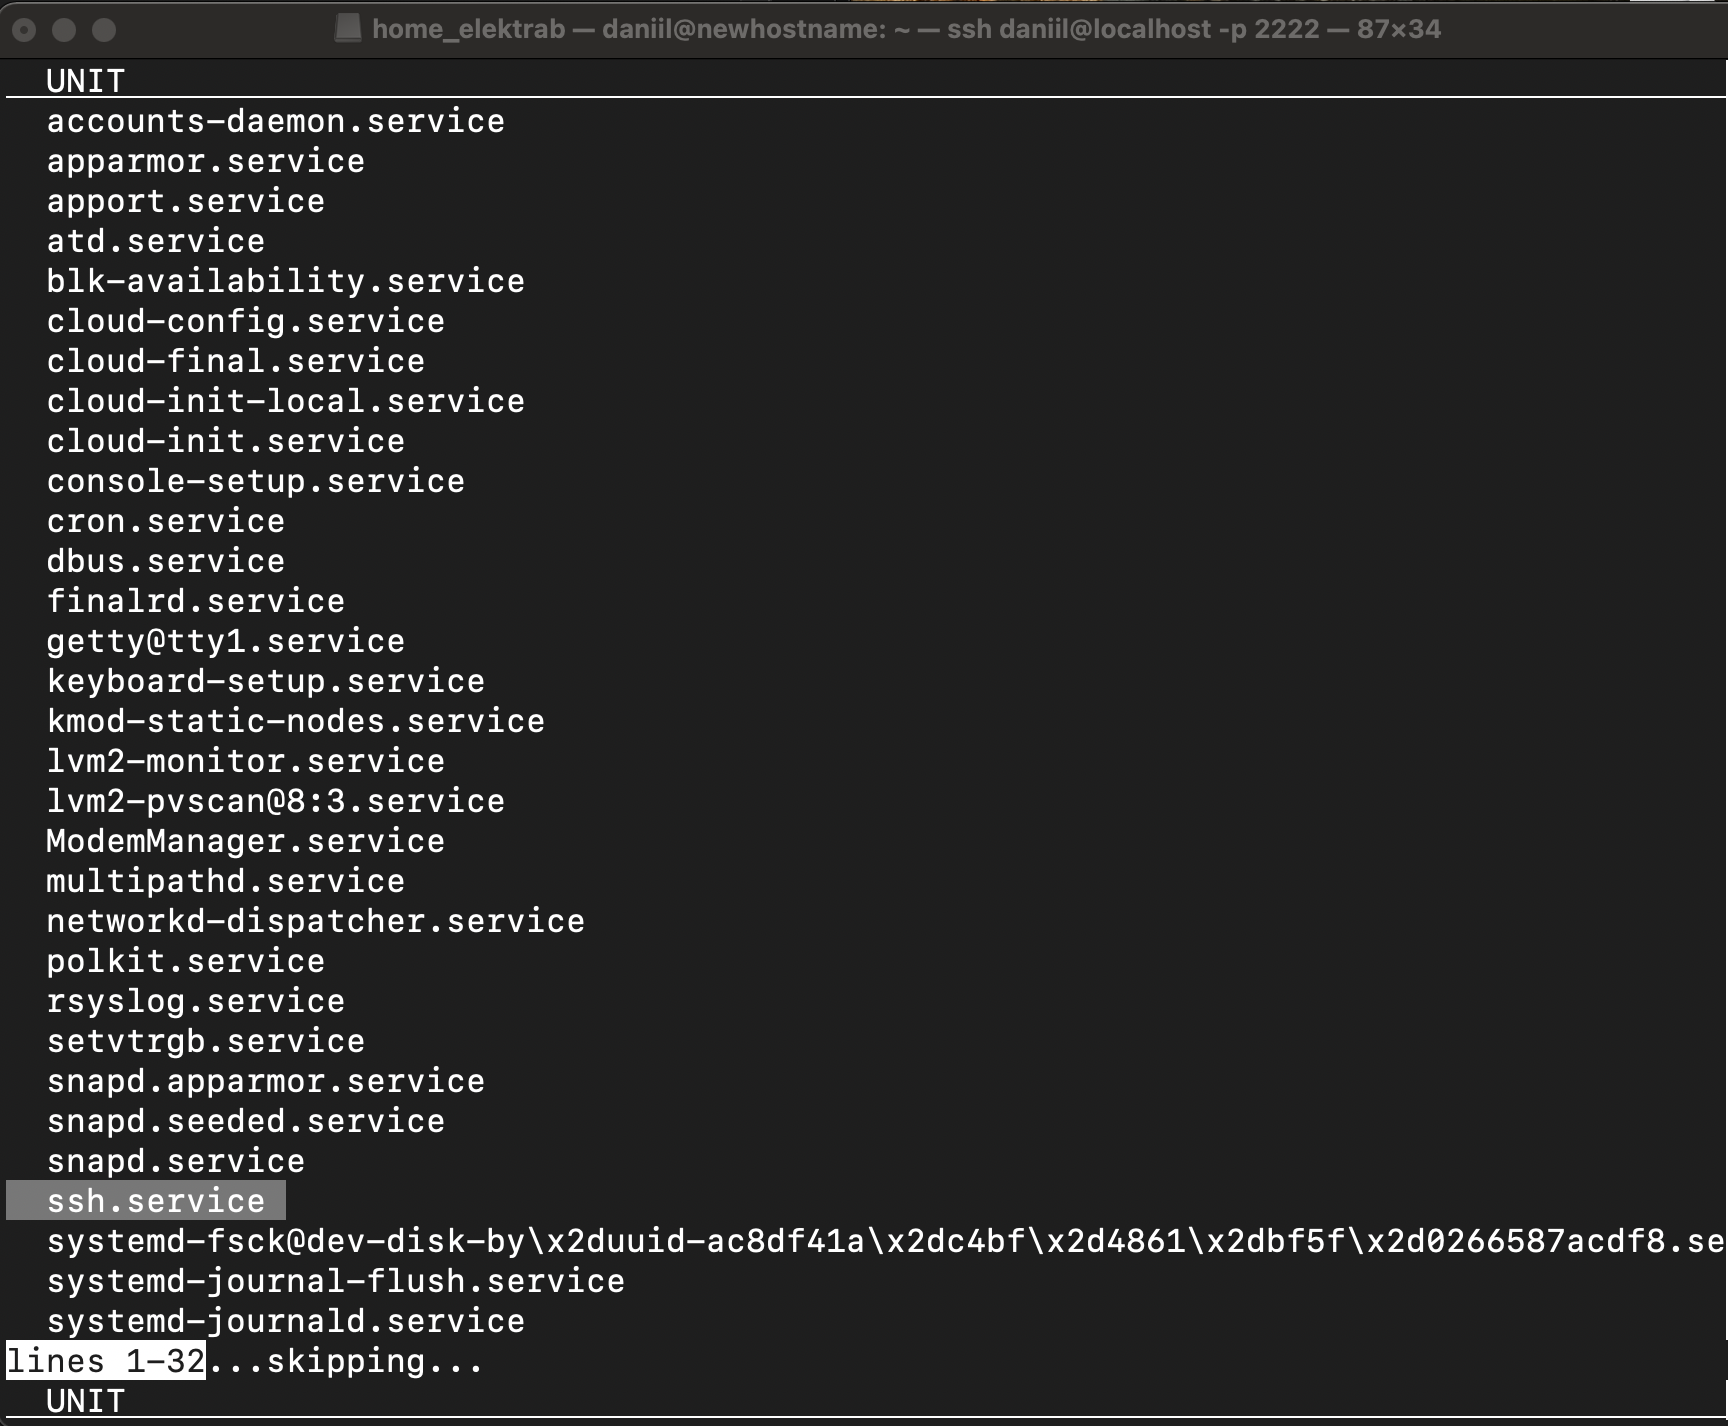 home_elektrab — daniil@newhostname: ~ — ssh daniil@localhost -p 2222 — 87×34
UNIT
accounts-daemon.service
apparmor.service
apport.service
atd.service
blk-availability.service
cloud-config.service
cloud-final.service
cloud-init-local.service
cloud-init.service
console-setup.service
cron.service
dbus.service
finalrd.service
getty@tty1.service
keyboard-setup.service
kmod-static-nodes.service
lvm2-monitor.service
lvm2-pvscan@8:3.service
ModemManager.service
multipathd.service
networkd-dispatcher.service
polkit.service
rsyslog.service
setvtrgb.service
snapd.apparmor.service
snapd.seeded.service
snapd.service
ssh.service
systemd-fsck@dev-disk-by\x2duuid-ac8df41a\x2dc4bf\x2d4861\x2dbf5f\x2d0266587acdf8.se
systemd-journal-flush.service
systemd-journald.service
lines 1-32...skipping...
UNIT